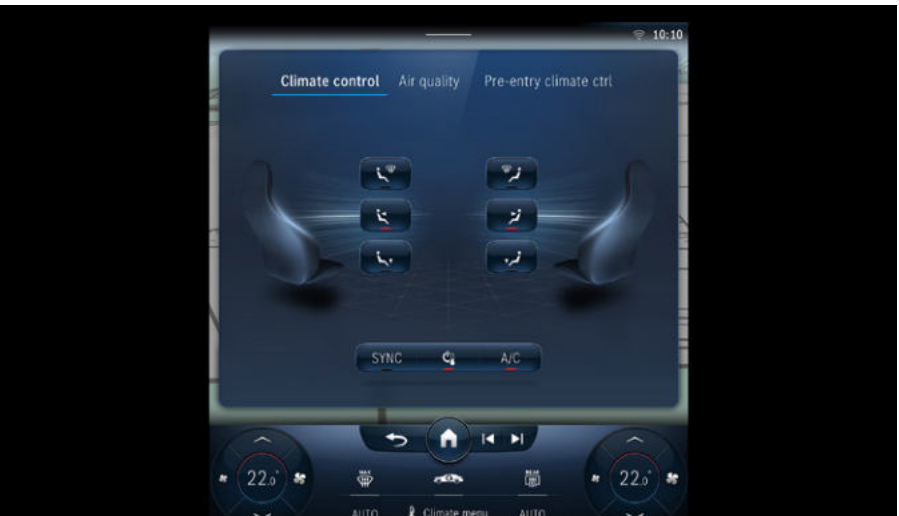 10:10
Climate control Air quality Pre-entry climate ctrl
SYNC A/C
22.0° 22.0°
MAX REAR
AUTO Climate menu AUTO